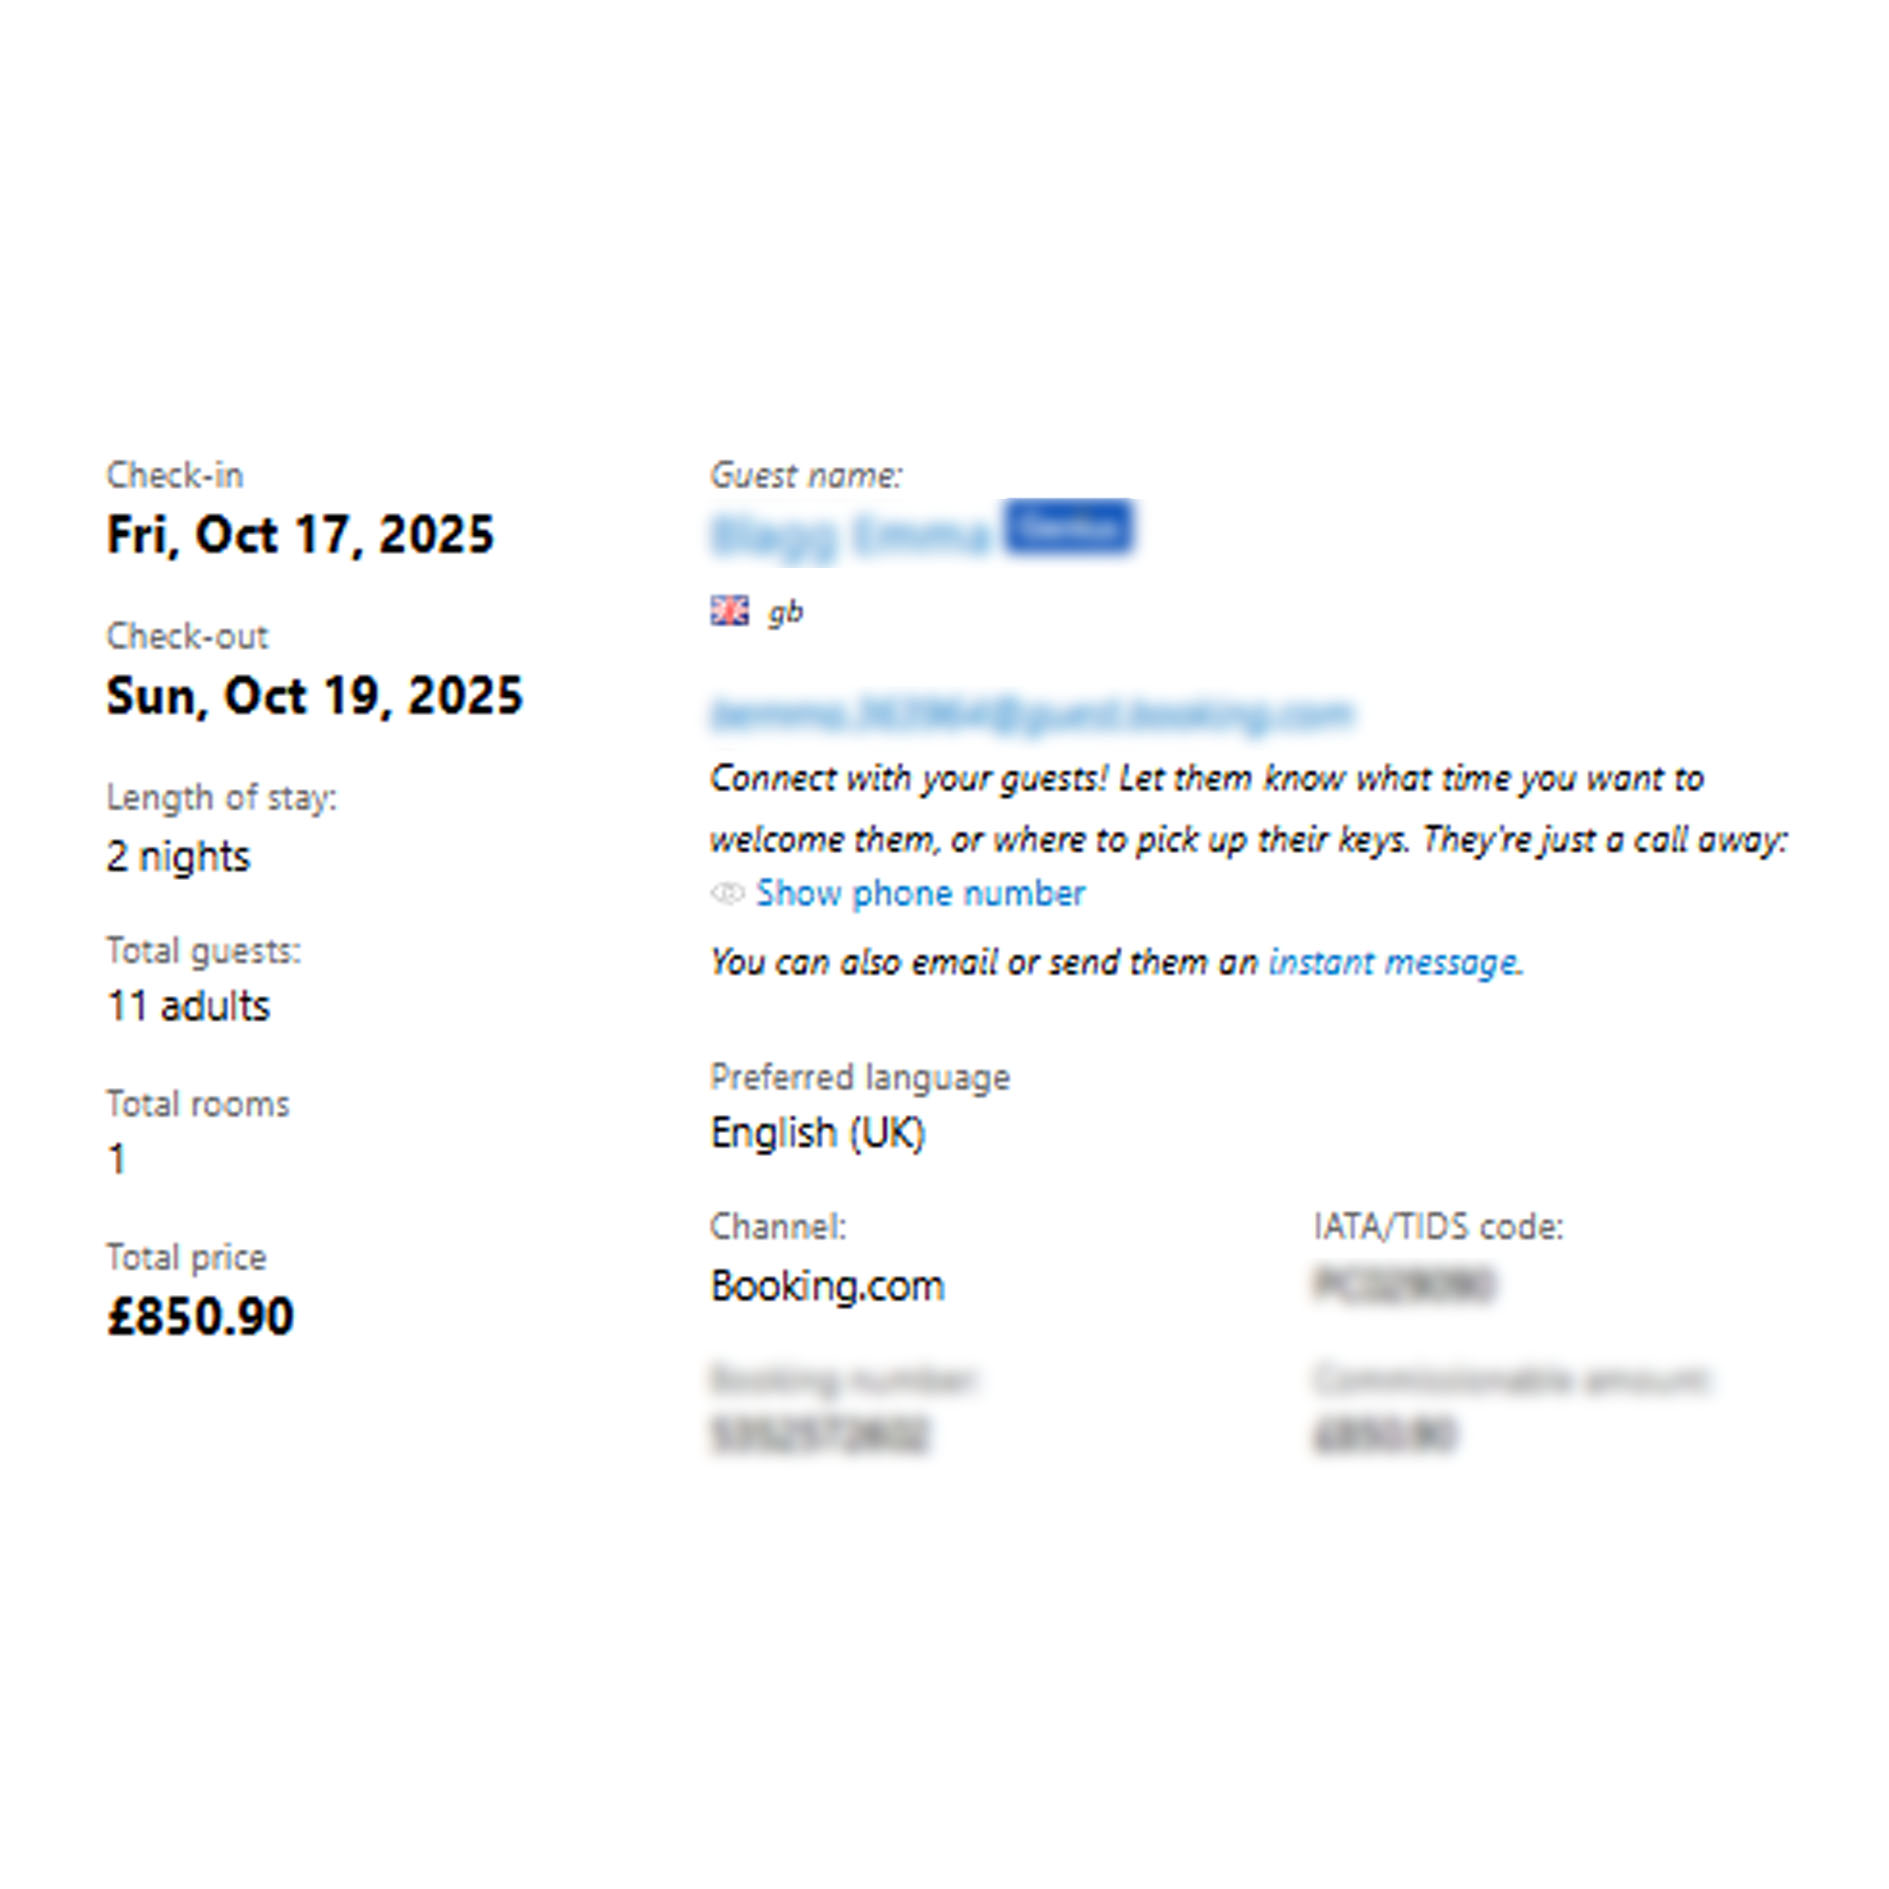 Check-in
Fri, Oct 17, 2025
Check-out
Sun, Oct 19, 2025
Length of stay:
2 nights
Total guests:
11 adults
Total rooms
1
Total price
£850.90
Guest name:
gb
Connect with your guests! Let them know what time you want to
welcome them, or where to pick up their keys. They're just a call away:
Show phone number
You can also email or send them an instant message.
Preferred language
English (UK)
Channel:
Booking.com
IATA/TIDS code:
Booking number:
Commissionable amount: